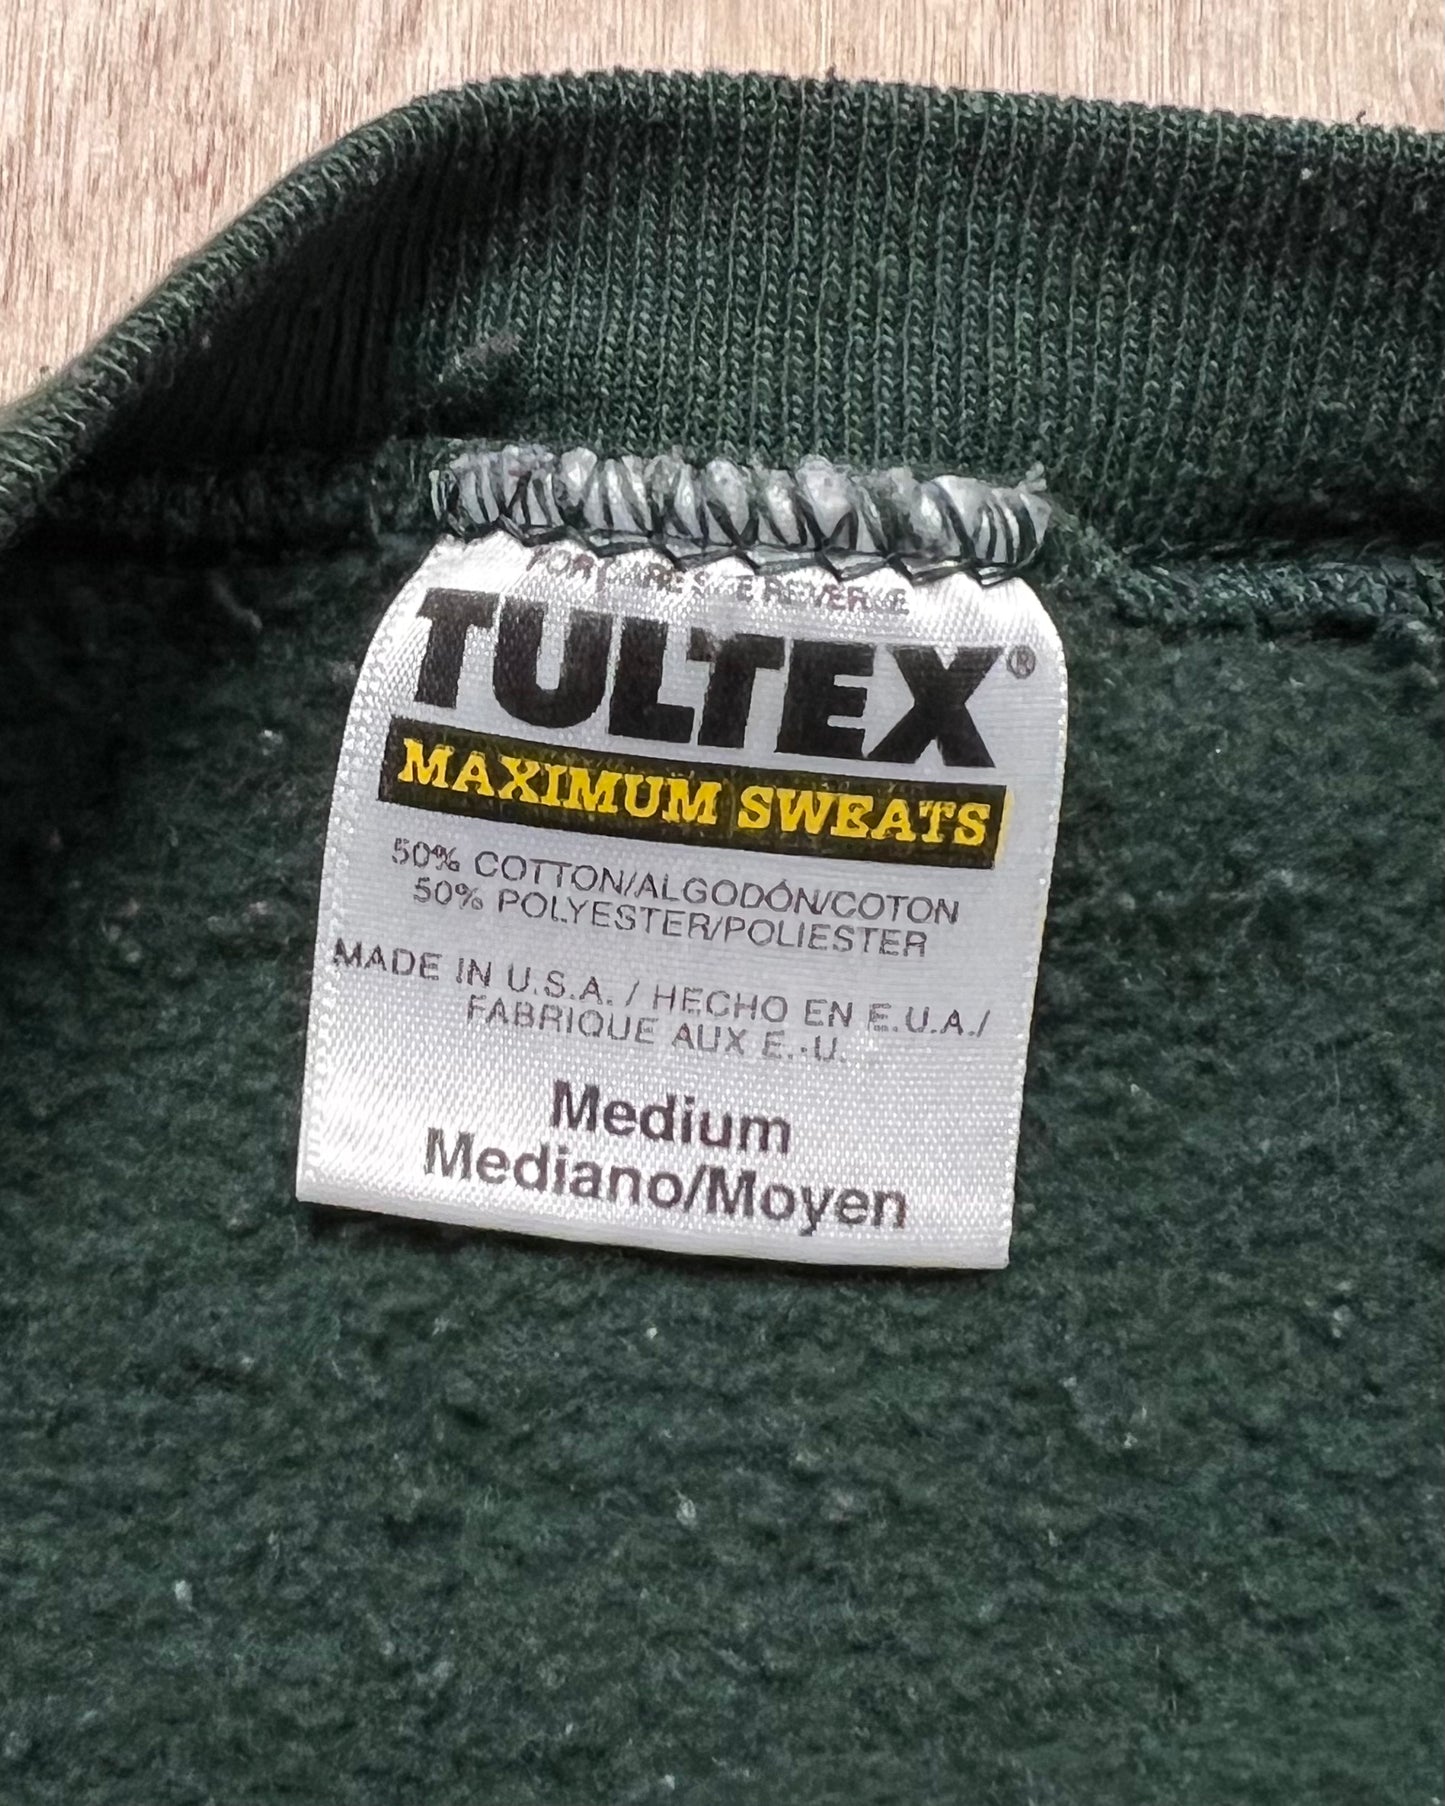 FOR CARE SEE REVERSE
TULTEX®
MAXIMUM SWEATS
50% COTTON/ALGODÓN/COTON
50% POLYESTER/POLIESTER
MADE IN U.S.A. / HECHO EN E.U.A./
FABRIQUE AUX E.-U.
Medium
Mediano/Moyen